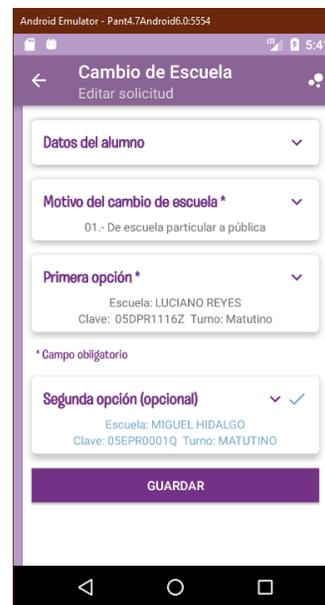 Android Emulator - Pant4.7Android6.0:5554
LTE 5:4
Cambio de Escuela
Editar solicitud
Datos del alumno
Motivo del cambio de escuela *
01.- De escuela particular a pública
Primera opción *
Escuela: LUCIANO REYES
Clave: 05DPR1116Z Turno: Matutino
* Campo obligatorio
Segunda opción (opcional)
Escuela: MIGUEL HIDALGO
Clave: 05EPR0001Q Turno: MATUTINO
GUARDAR